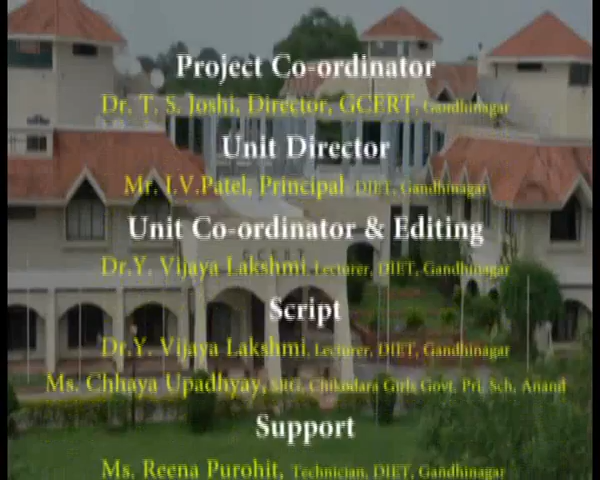 Project Co-ordinator
Dr. T. S. Joshi, Director, GCERT, Gandhinagar
Unit Director
Mr. I.V.Patel, Principal DIET, Gandhinagar
Unit Co-ordinator & Editing
Dr.Y. Vijaya Lakshmi Lecturer, DIET, Gandhinagar
Script
Dr.Y. Vijaya Lakshmi, Lecturer, DIET, Gandhinagar
Ms. Chhaya Upadhyay, Chikodara Girls Govt. Pri. Sch, Anand
Support
Ms. Reena Purohit, Technician, DIET, Gandhinagar